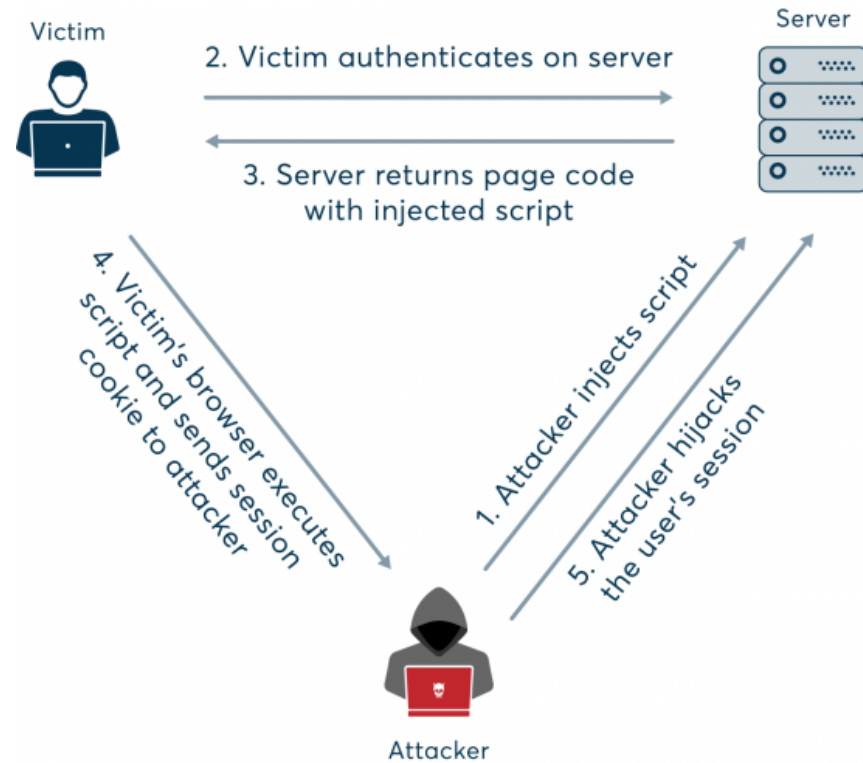 Victim
Server
2. Victim authenticates on server
3. Server returns page code
with injected script
4. Victim's browser executes
script and sends session
cookie to attacker
1. Attacker injects script
5. Attacker hijacks
the user's session
Attacker